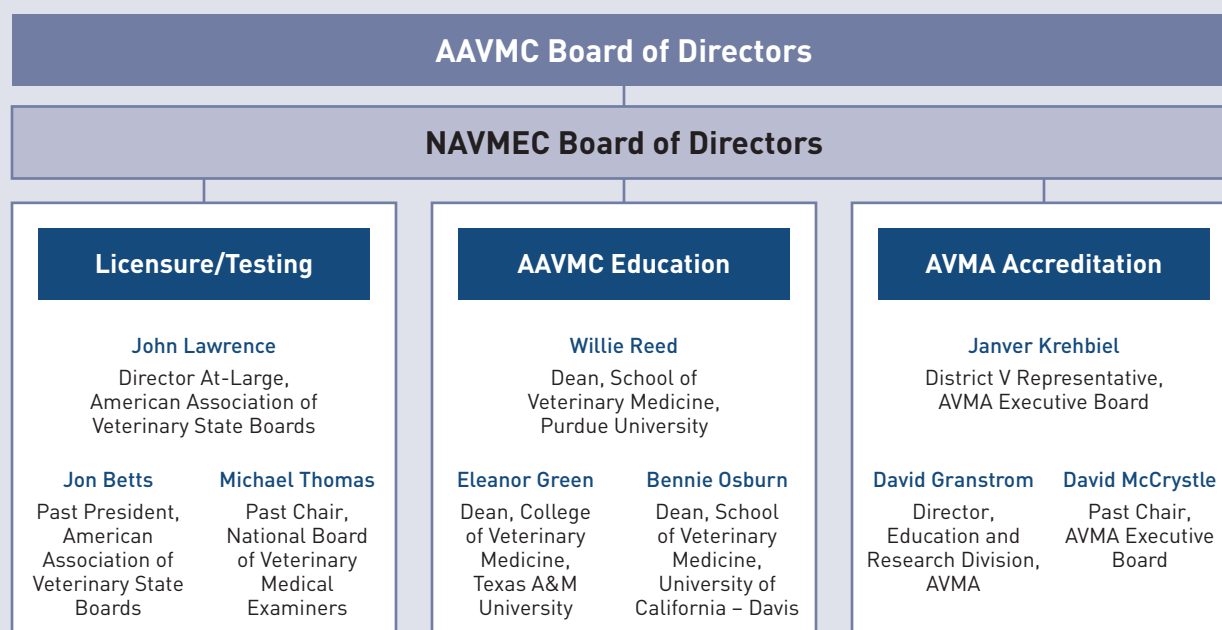 AAVMC Board of Directors
NAVMEC Board of Directors
Licensure/Testing
John Lawrence
Director At-Large,
American Association of
Veterinary State Boards
Jon Betts
Past President,
American
Association of
Veterinary State
Boards
Michael Thomas
Past Chair,
National Board
of Veterinary
Medical
Examiners
AAVMC Education
Willie Reed
Dean, School of
Veterinary Medicine,
Purdue University
Eleanor Green
Dean, College
of Veterinary
Medicine,
Texas A&M
University
Bennie Osburn
Dean, School
of Veterinary
Medicine,
University of
California – Davis
AVMA Accreditation
Janver Krehbiel
District V Representative,
AVMA Executive Board
David Granstrom
Director,
Education and
Research Division,
AVMA
David McCrystle
Past Chair,
AVMA Executive
Board